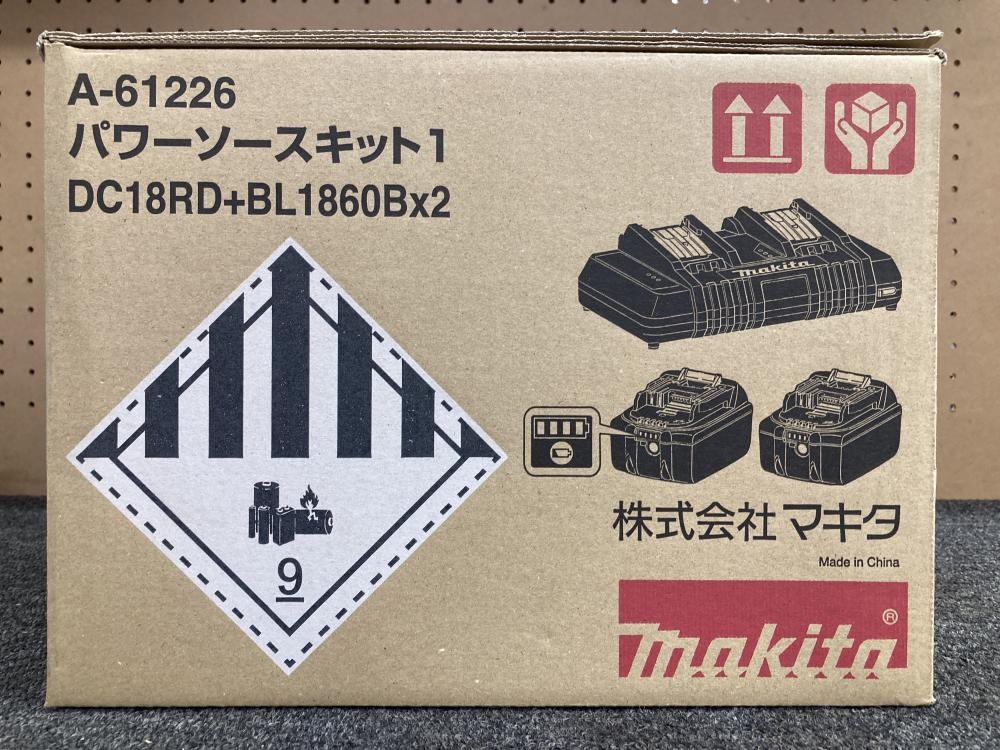 A-61226
パワーソースキット1
DC18RD+BL1860Bx2
makita
9
株式会社マキタ
Made in China
makita®